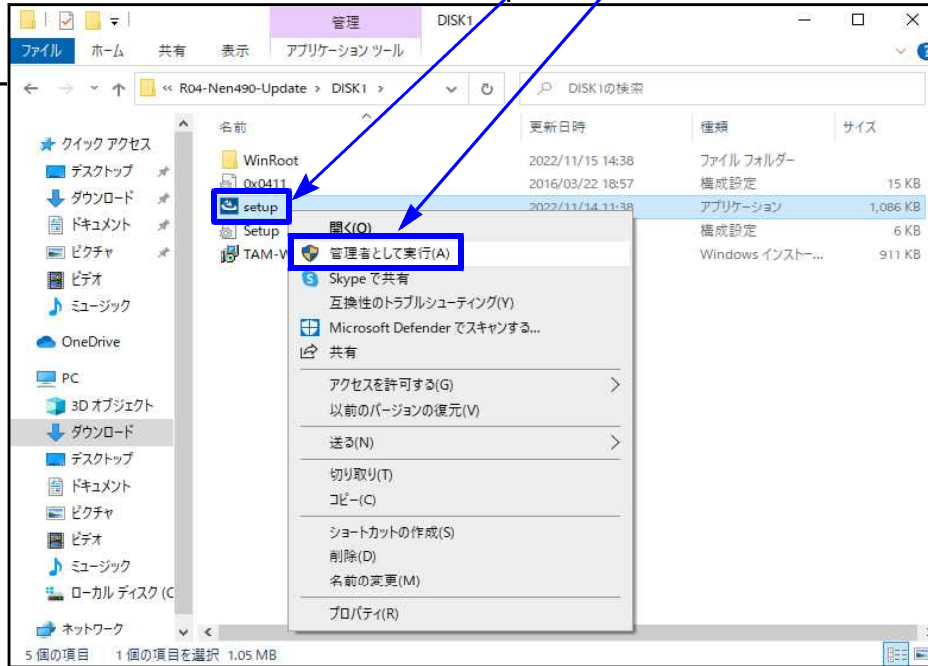 管理 DISK1
ファイル ホーム 共有 表示 アプリケーション ツール
« R04-Nen490-Update › DISK1 › DISK1の検索
名前 更新日時 種類 サイズ
クイック アクセス
デスクトップ
ダウンロード
ドキュメント
ピクチャ
ビデオ
ミュージック
OneDrive
PC
3D オブジェクト
ダウンロード
デスクトップ
ドキュメント
ピクチャ
ビデオ
ミュージック
ローカル ディスク (C
ネットワーク
WinRoot 2022/11/15 14:38 ファイル フォルダー
0x0411 2016/03/22 18:57 構成設定 15 KB
setup 2022/11/14 11:38 アプリケーション 1,086 KB
Setup 構成設定 6 KB
TAM-W Windows インストー... 911 KB
開く(O)
管理者として実行(A)
Skype で共有
互換性のトラブルシューティング(Y)
Microsoft Defender でスキャンする...
共有
アクセスを許可する(G)
以前のバージョンの復元(V)
送る(N)
切り取り(T)
コピー(C)
ショートカットの作成(S)
削除(D)
名前の変更(M)
プロパティ(R)
5 個の項目 1 個の項目を選択 1.05 MB